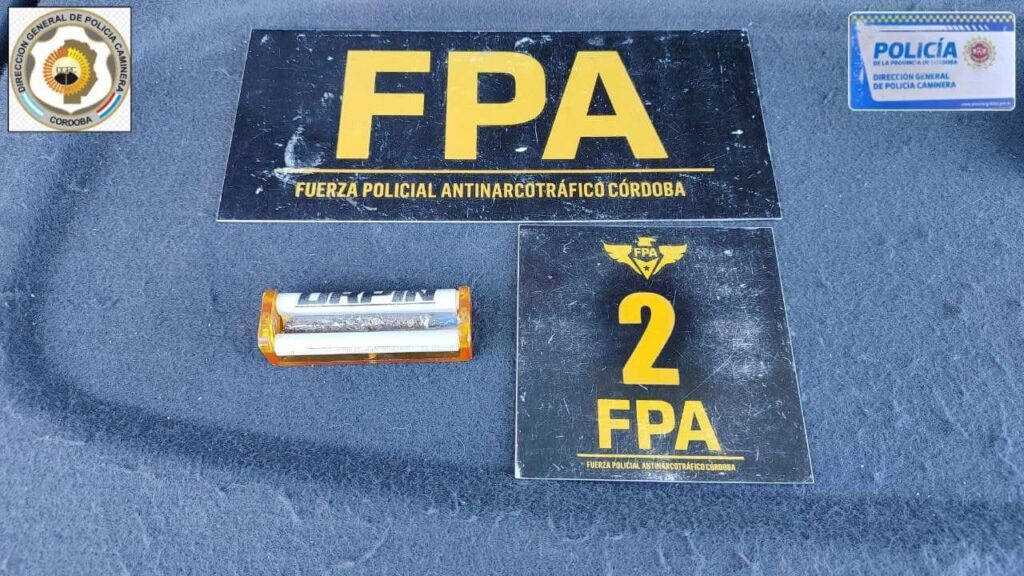 DIRECCION GENERAL DE POLICIA CAMINERA
CORDOBA
FPA
FUERZA POLICIAL ANTINARCOTRÁFICO CÓRDOBA
POLICÍA
DE LA PROVINCIA DE CÓRDOBA
DIRECCIÓN GENERAL
DE POLICÍA CAMINERA
FPA
2
FPA
FUERZA POLICIAL ANTINARCOTRÁFICO CÓRDOBA